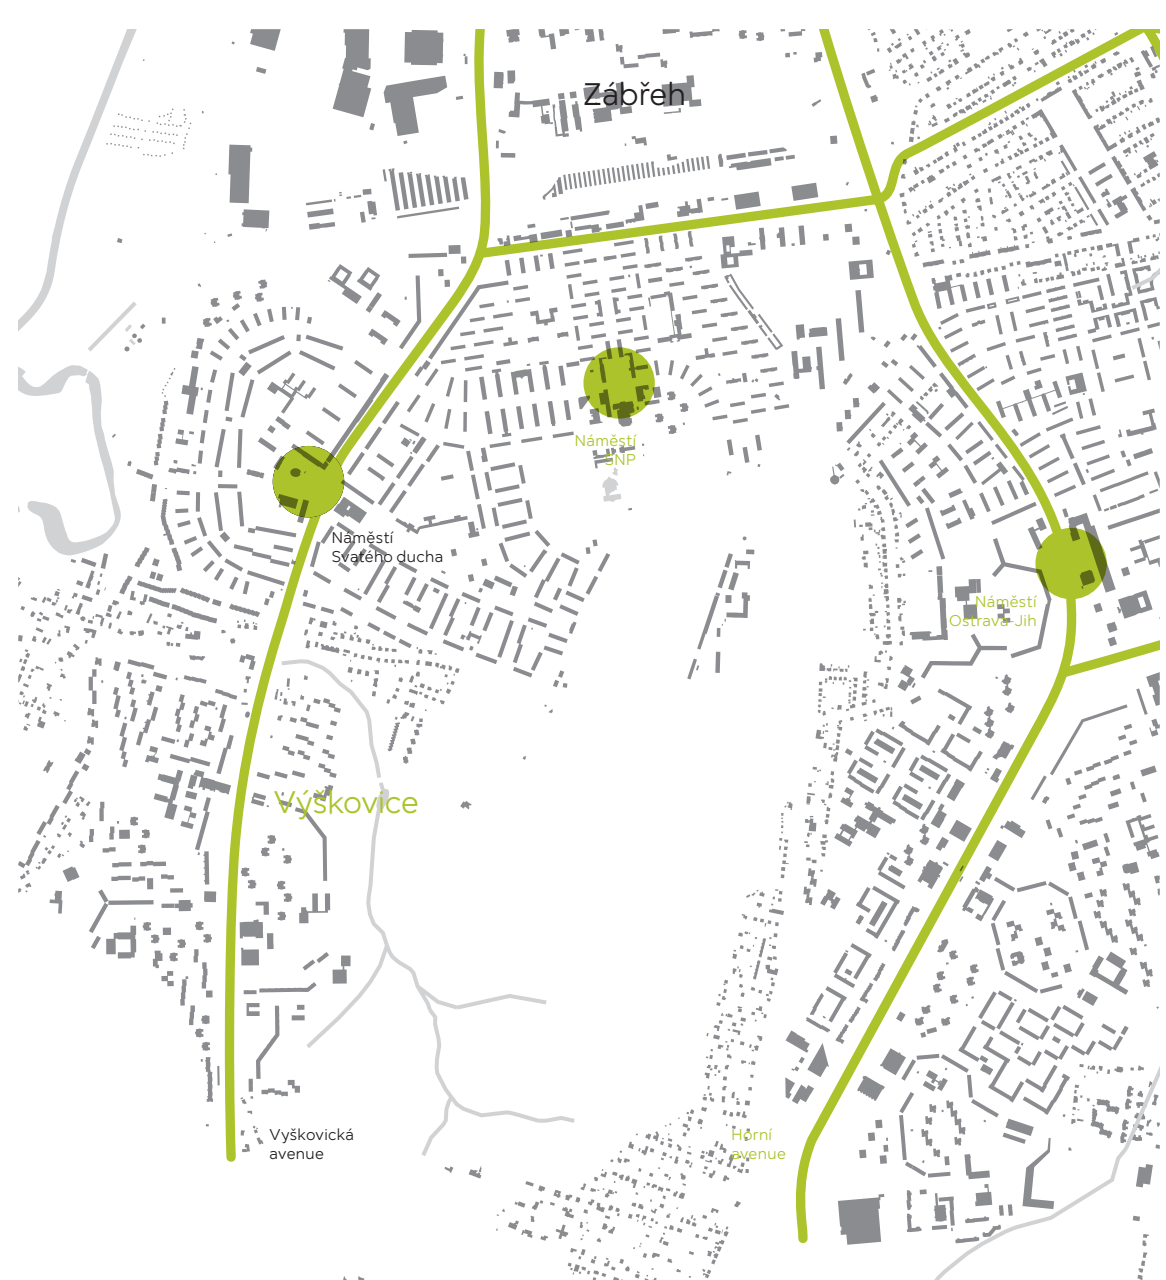 Zábřeh
Náměstí
SNP
Náměstí
Svatého ducha
Náměstí
Ostrava-Jih
Výškovice
Vyškovická
avenue
Horní
avenue